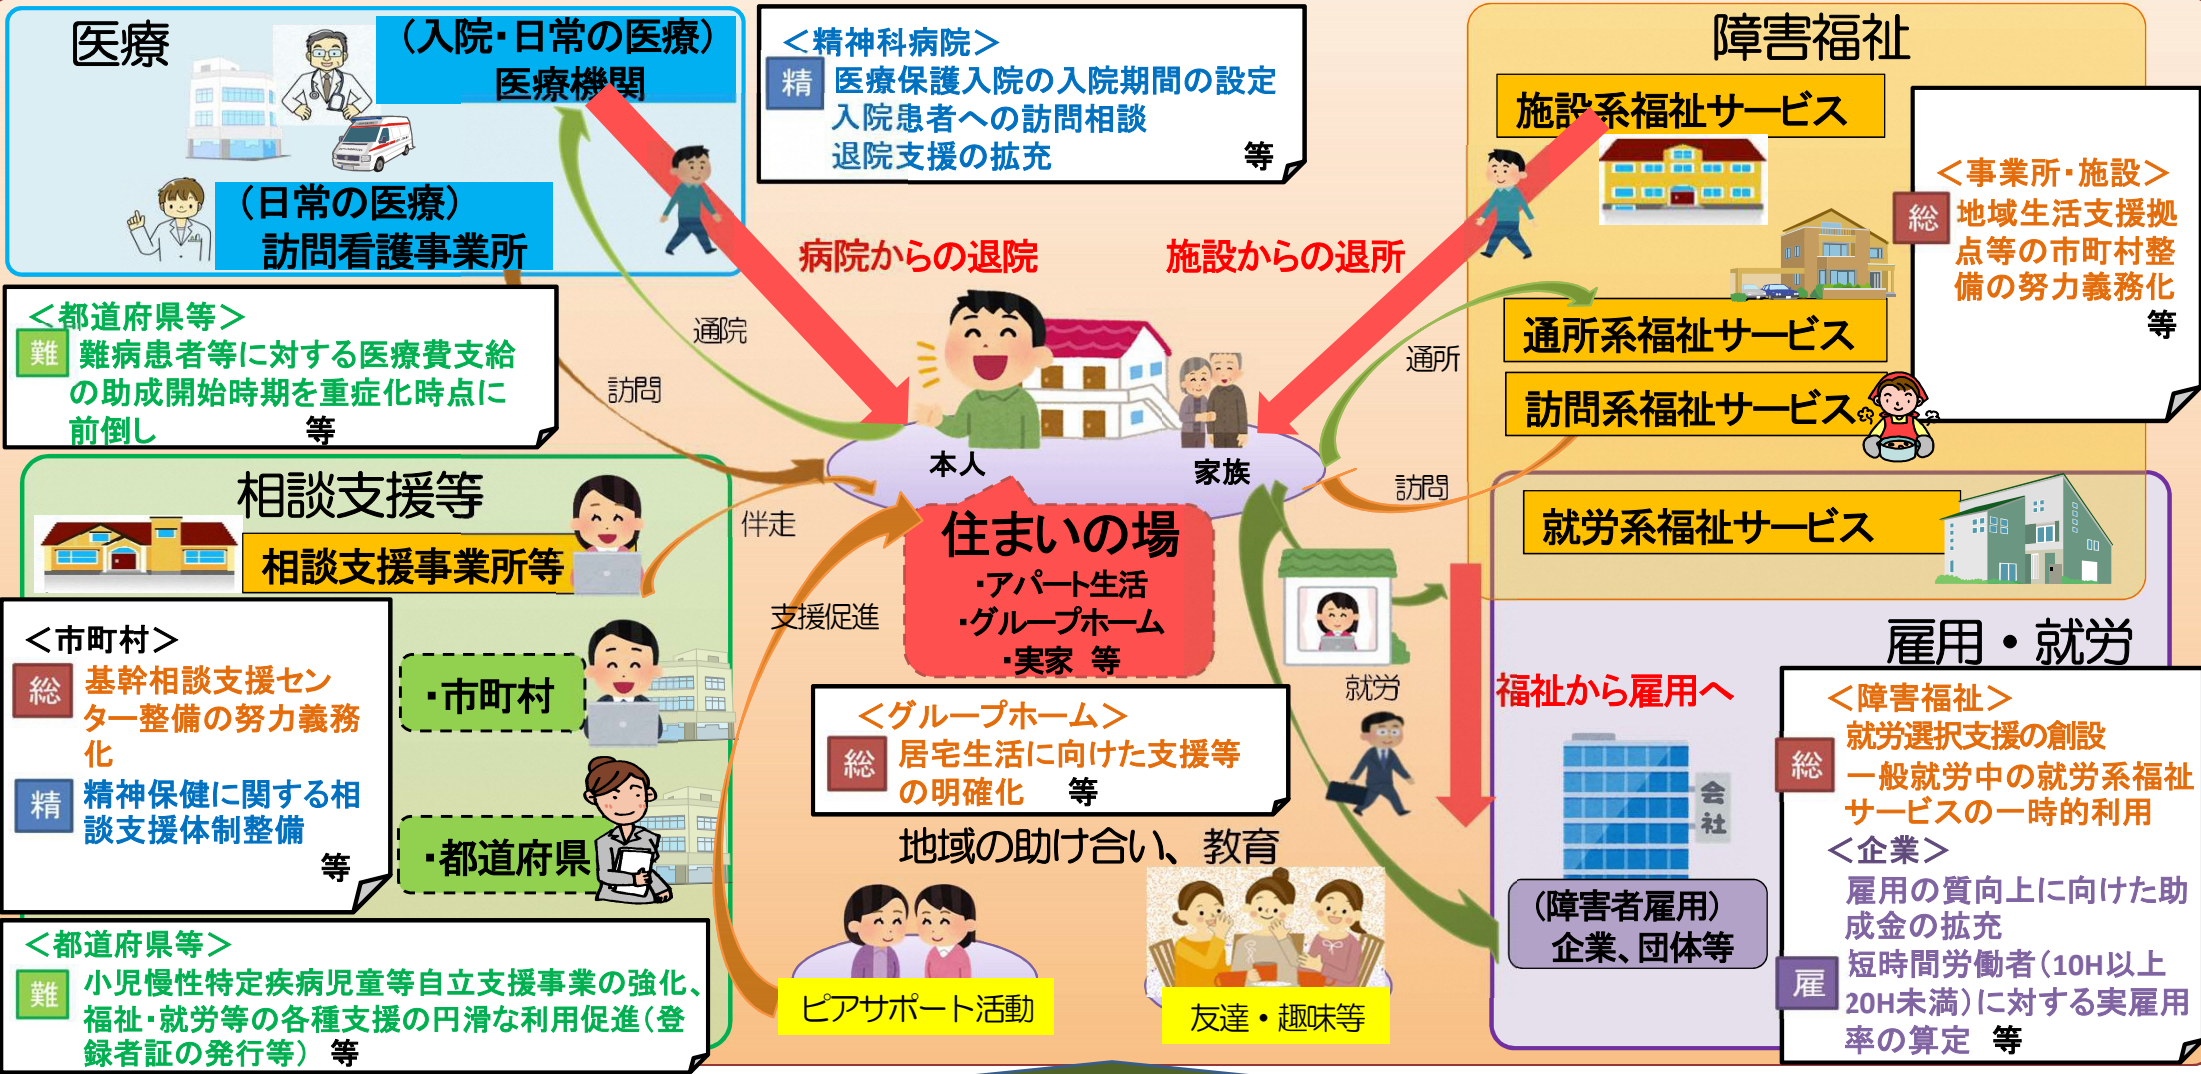 医療
（入院・日常の医療）
医療機関
（日常の医療）
訪問看護事業所
＜精神科病院＞
精
医療保護入院の入院期間の設定
入院患者への訪問相談
退院支援の拡充
等
障害福祉
施設系福祉サービス
＜事業所・施設＞
総
地域生活支援拠
点等の市町村整
備の努力義務化
等
通所系福祉サービス
訪問系福祉サービス
就労系福祉サービス
病院からの退院
施設からの退所
＜都道府県等＞
難
難病患者等に対する医療費支給
の助成開始時期を重症化時点に
前倒し 等
通院
訪問
通所
訪問
本人
家族
住まいの場
・アパート生活
・グループホーム
・実家 等
相談支援等
相談支援事業所等
伴走
支援促進
＜市町村＞
総
基幹相談支援セン
ター整備の努力義務
化
精
精神保健に関する相
談支援体制整備
等
・市町村
・都道府県
＜都道府県等＞
難
小児慢性特定疾病児童等自立支援事業の強化、
福祉・就労等の各種支援の円滑な利用促進（登
録者証の発行等） 等
＜グループホーム＞
総
居宅生活に向けた支援等
の明確化 等
地域の助け合い、教育
ピアサポート活動
友達・趣味等
就労
福祉から雇用へ
雇用・就労
会
社
（障害者雇用）
企業、団体等
＜障害福祉＞
就労選択支援の創設
総
一般就労中の就労系福祉
サービスの一時的利用
＜企業＞
雇用の質向上に向けた助
成金の拡充
雇
短時間労働者（10H以上
20H未満）に対する実雇用
率の算定 等